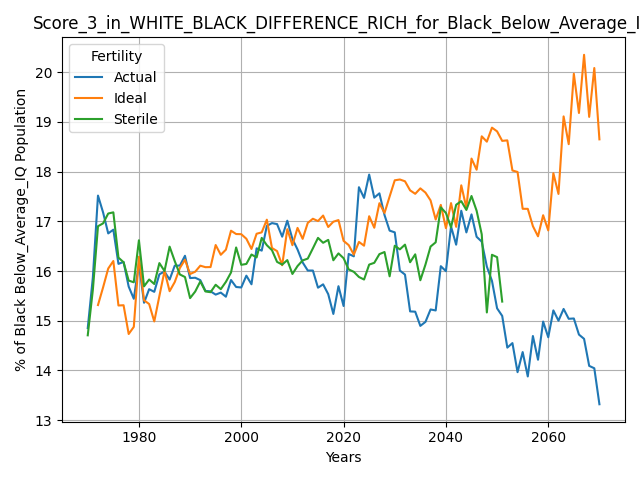 Score_3_in_WHITE_BLACK_DIFFERENCE_RICH_for_Black_Below_Average_I
Fertility
Actual
Ideal
Sterile
% of Black Below_Average_IQ Population
20
19
18
17
16
15
14
13
1980
2000
2020
2040
2060
Years